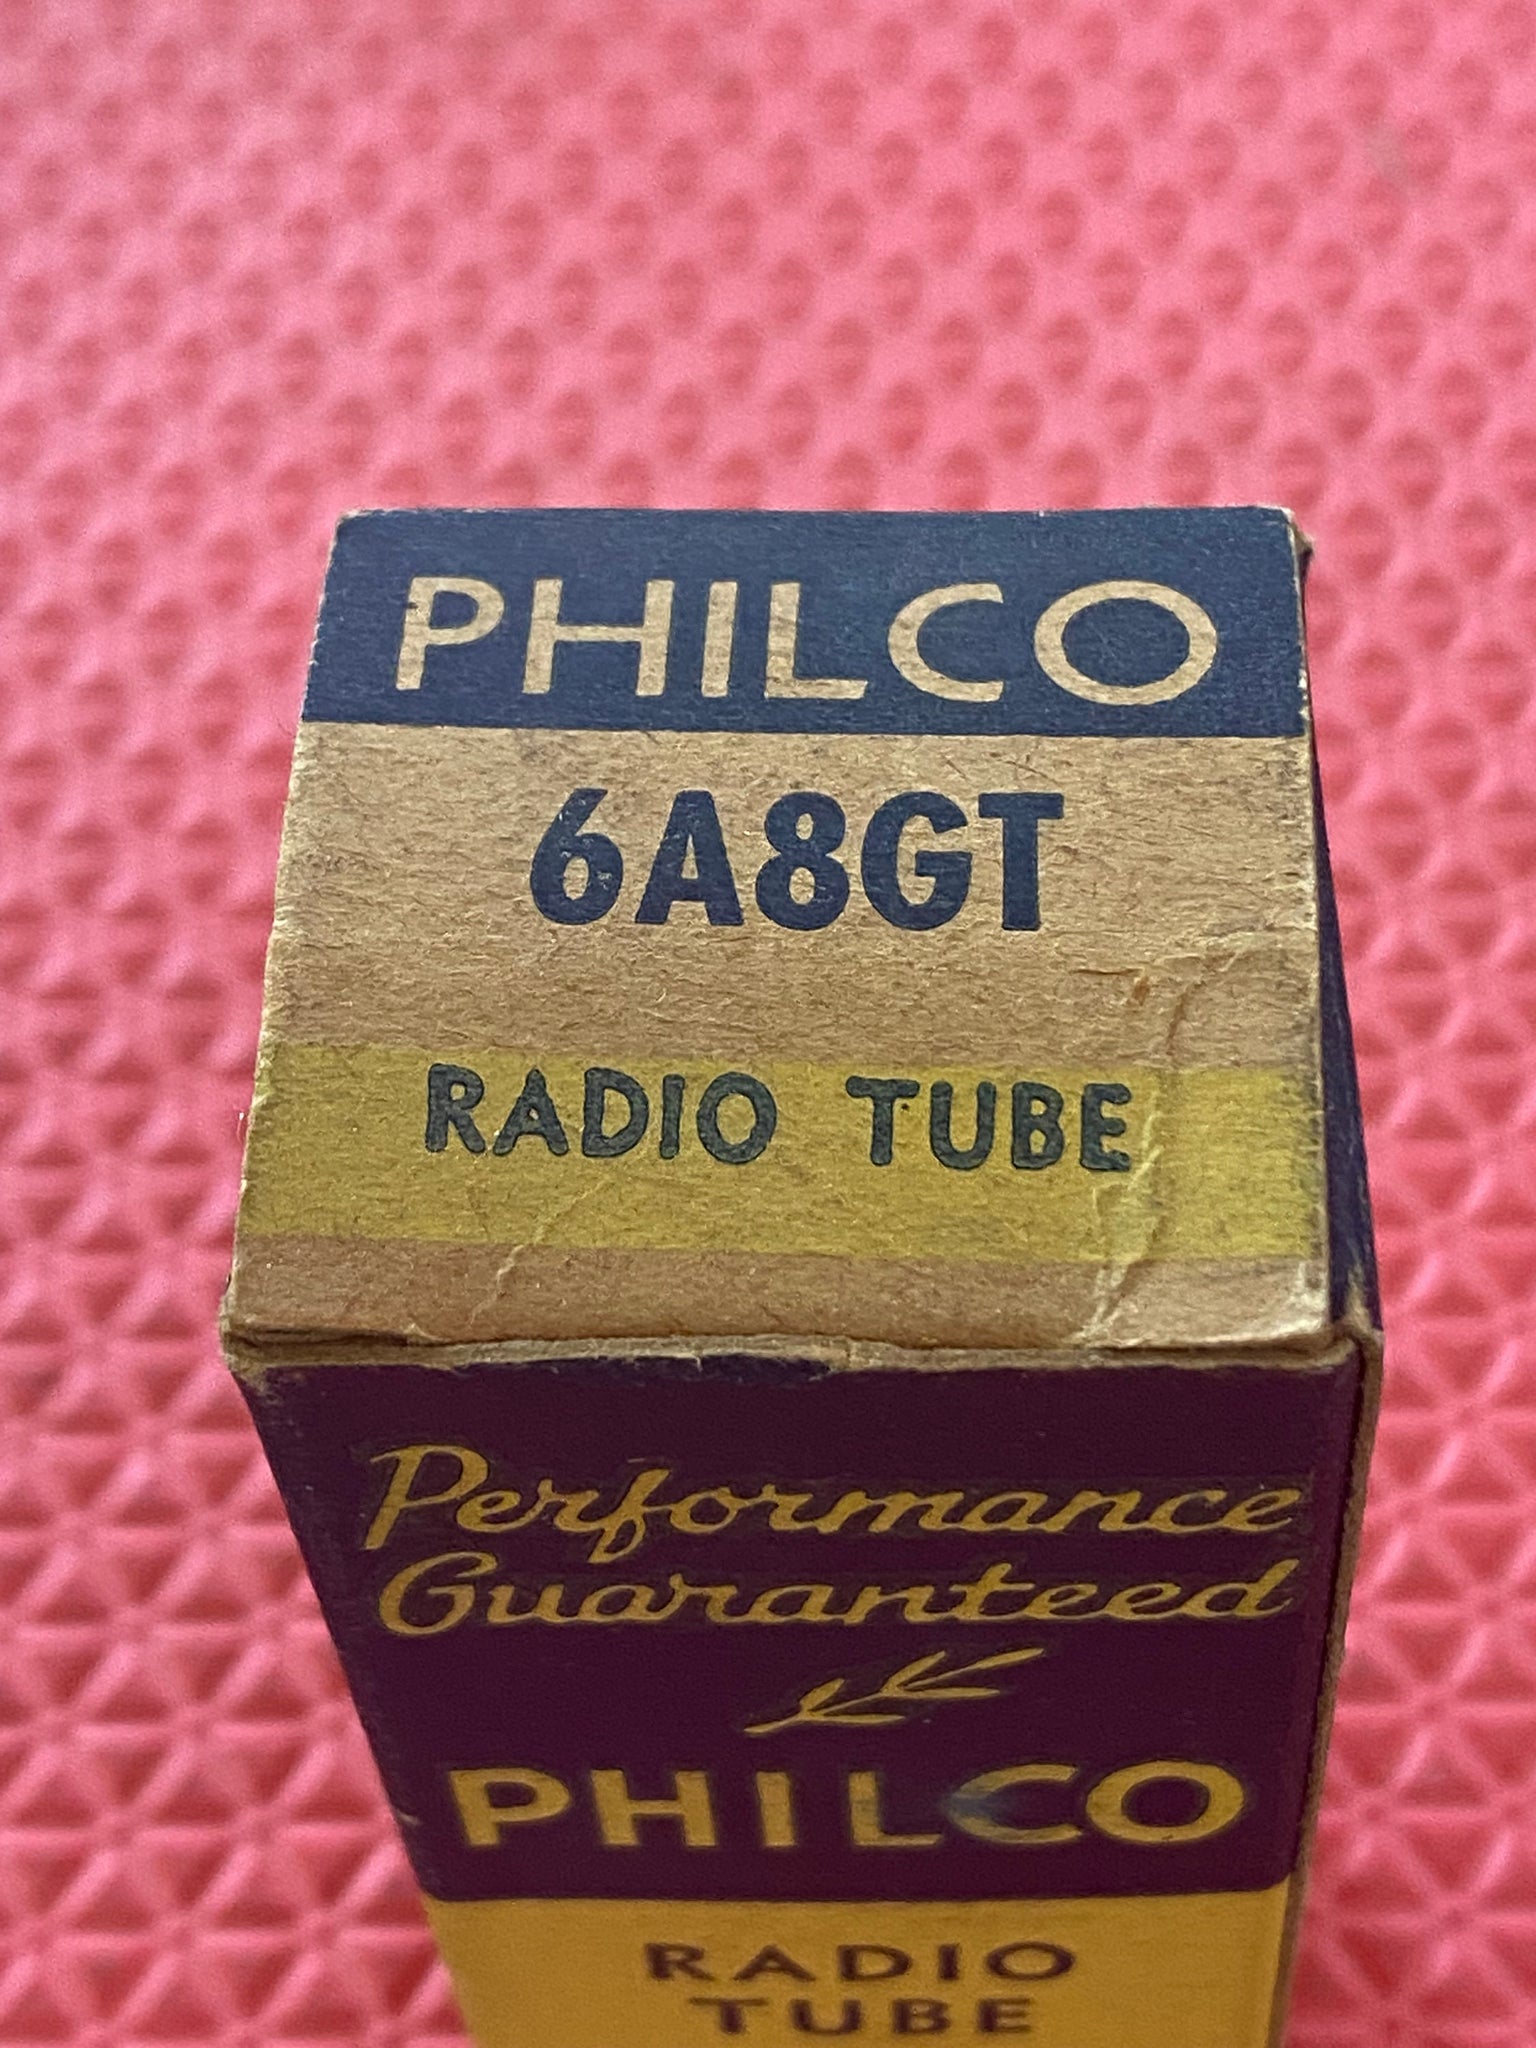 PHILCO
6A8GT
RADIO TUBE
Performance
Guaranteed
PHILCO
RADIO
TUBE